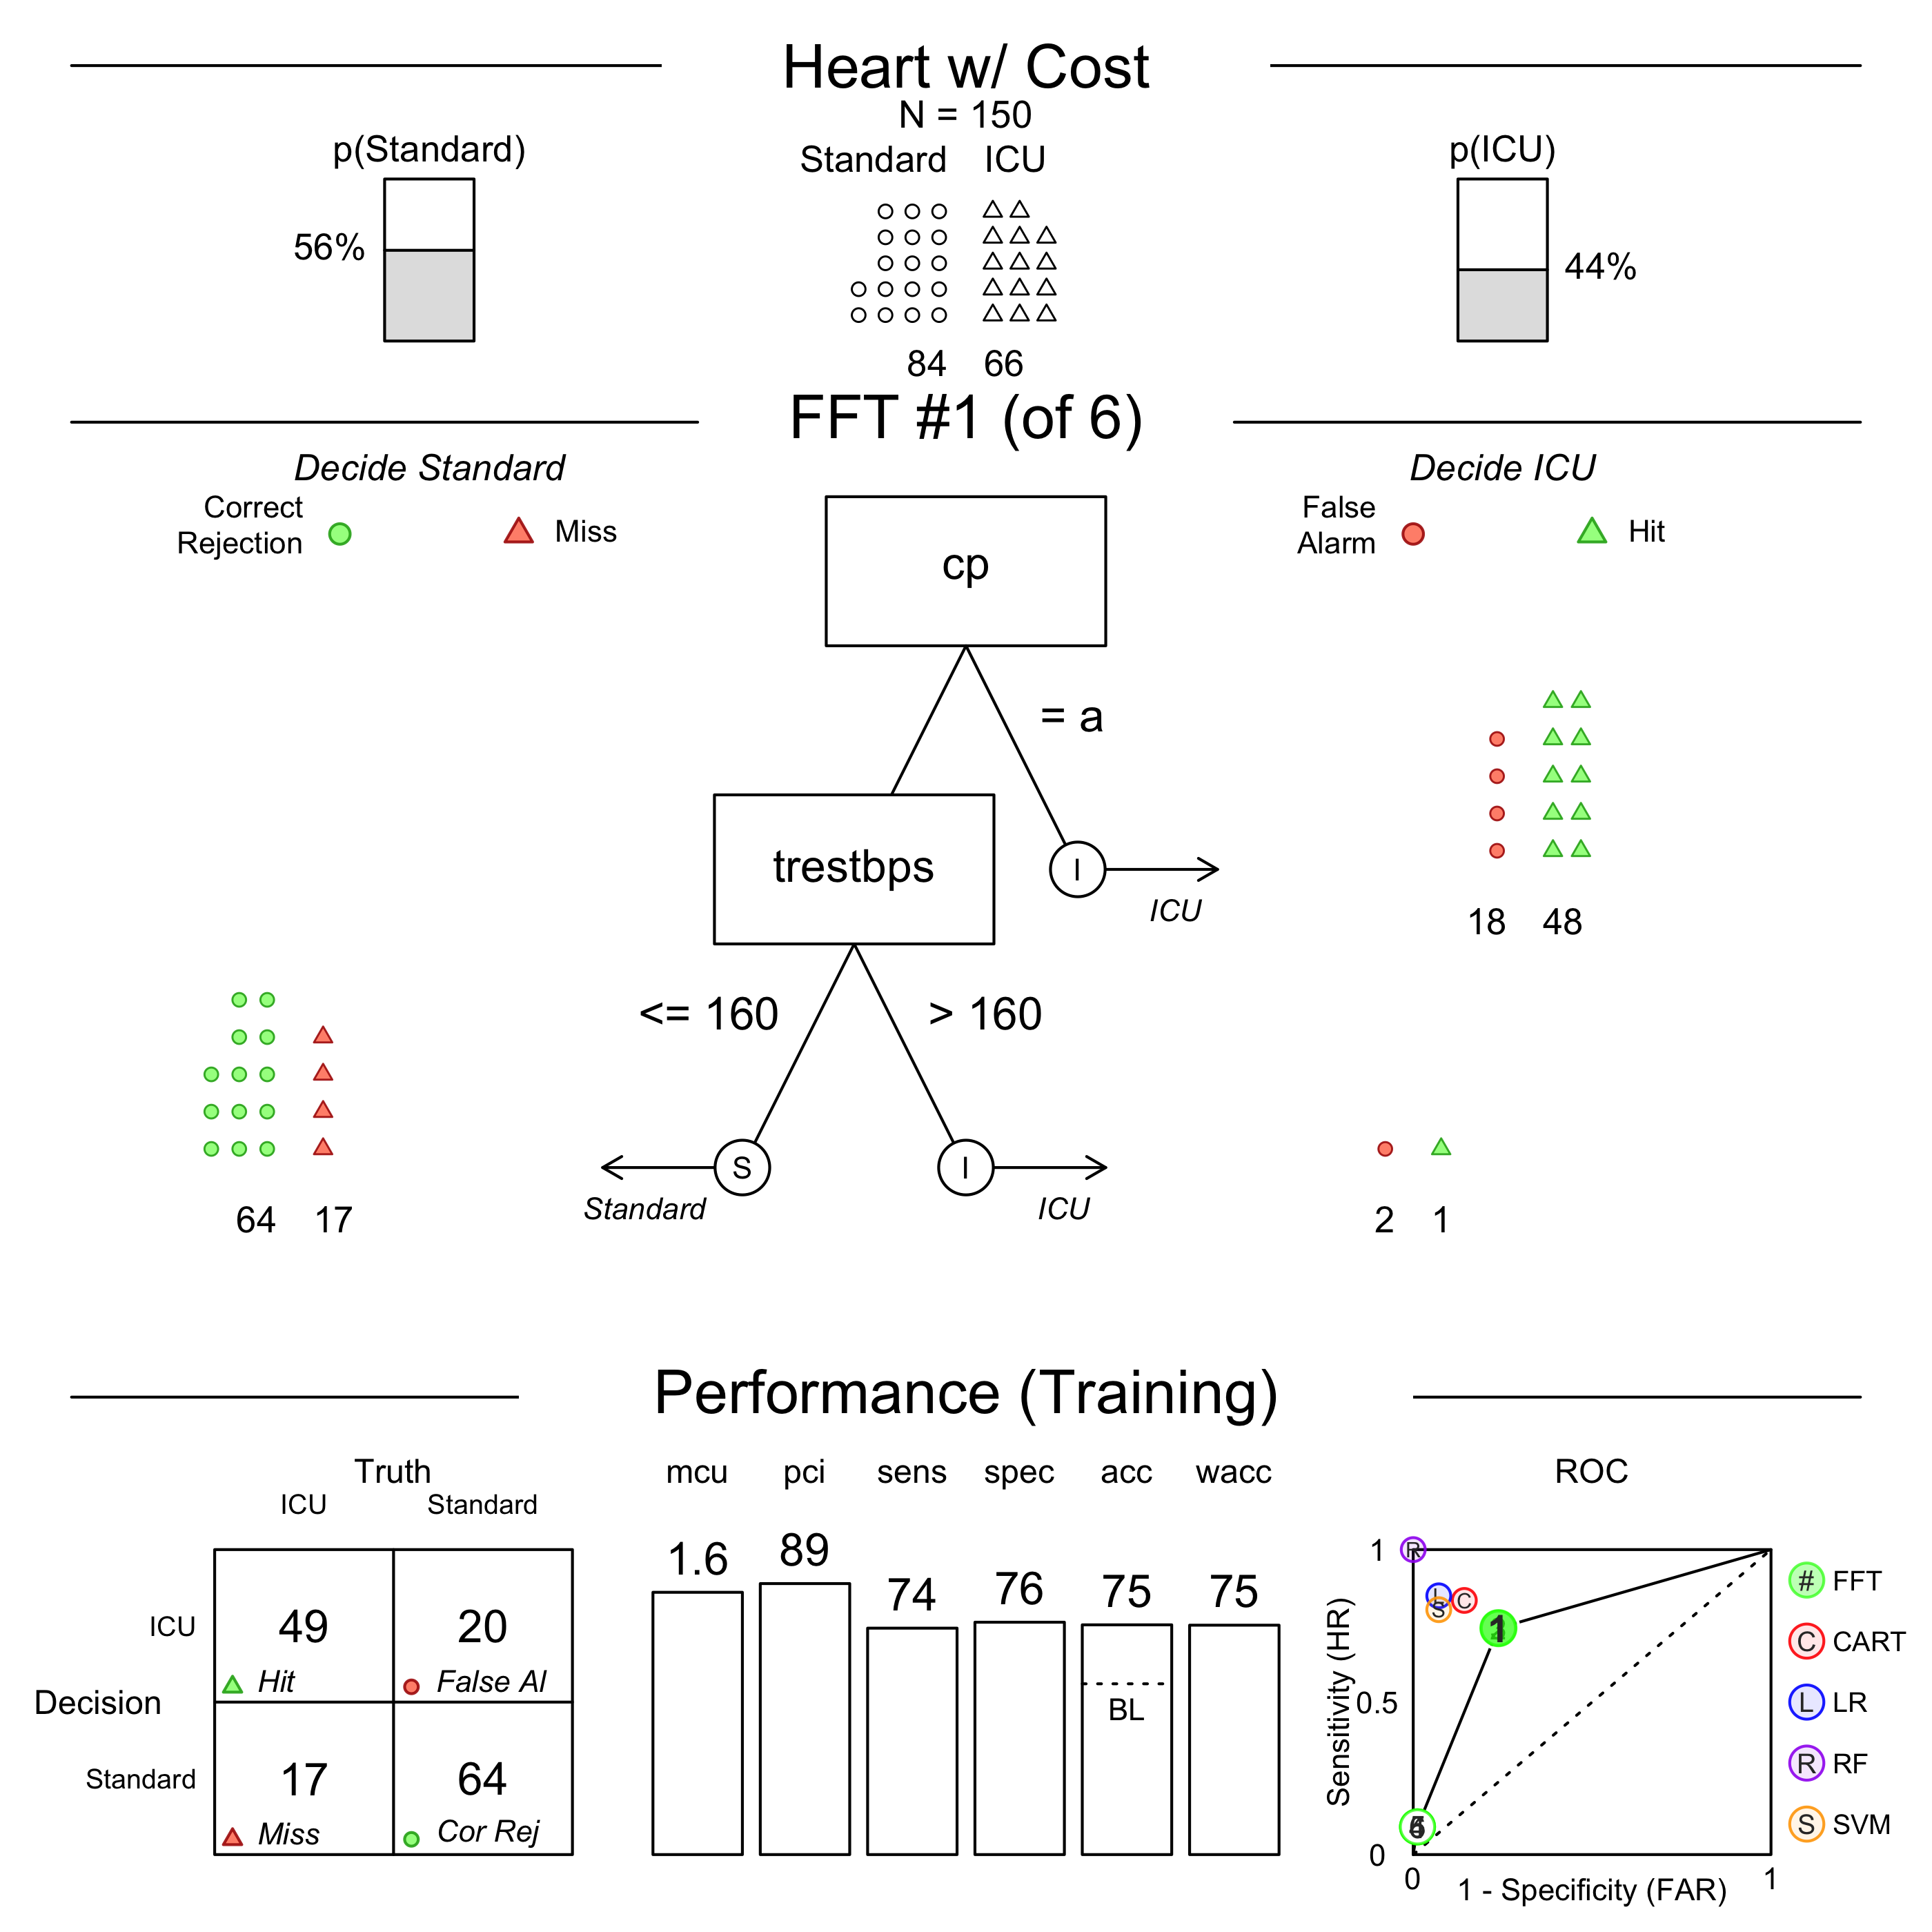 Heart w/ Cost
N = 150
p(Standard)
Standard ICU
p(ICU)
56%
44%
84 66
FFT #1 (of 6)
Decide Standard
Decide ICU
Correct
Rejection
Miss
False
Alarm
Hit
cp
= a
trestbps
I
ICU
18 48
<= 160
> 160
S
I
Standard
ICU
64 17
2 1
Performance (Training)
Truth
ICU Standard
mcu pci sens spec acc wacc
ROC
1.6 89 74 76 75 75
BL
Decision
ICU
49
Hit
20
False Al
Standard
17
Miss
64
Cor Rej
Sensitivity (HR)
1
0.5
0
0
1
1 - Specificity (FAR)
R
L
S
C
1
# FFT
C CART
L LR
R RF
S SVM